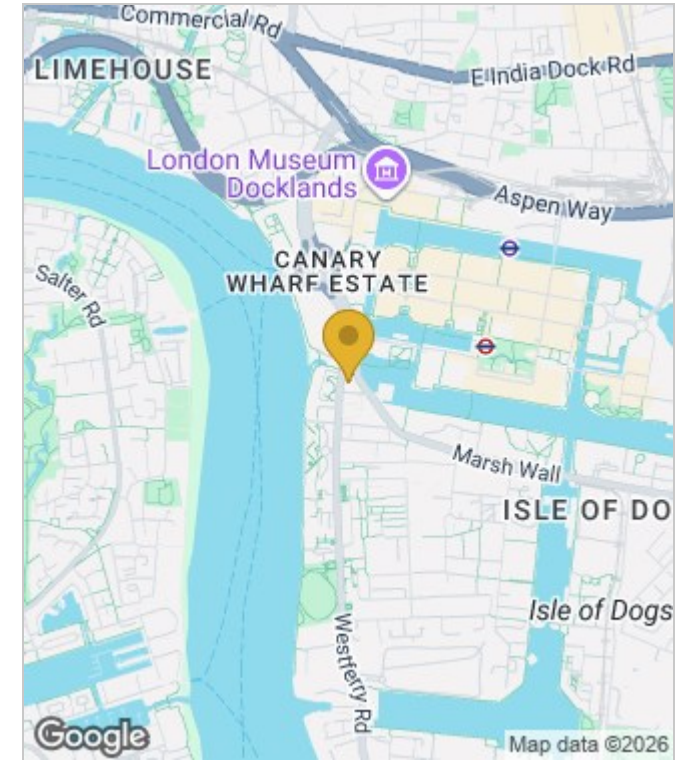 Commercial Rd
LIMEHOUSE
E India Dock Rd
London Museum
Docklands
Aspen Way
CANARY
WHARF ESTATE
Salter Rd
Marsh Wall
ISLE OF DO
Isle of Dogs
Westferry Rd
Google
Map data ©2026